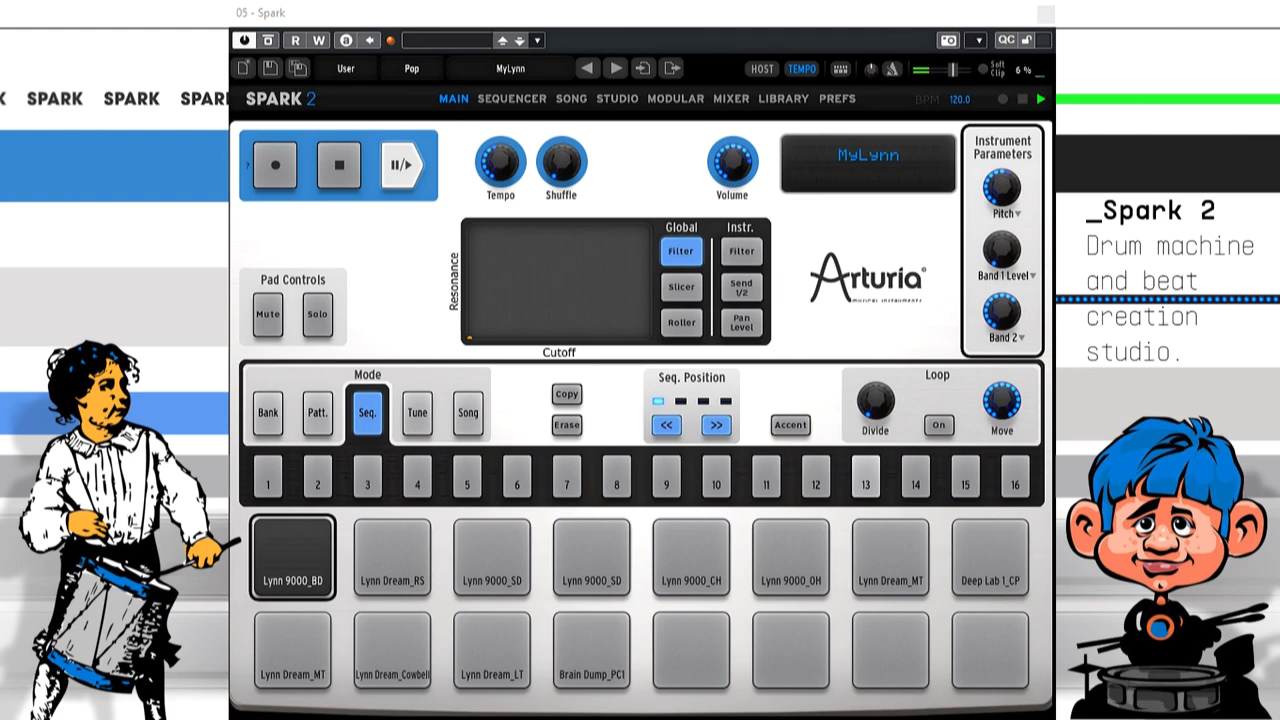 05 - Spark
R W
QC
User Pop MyLynn HOST TEMPO Soft Clip 6 %
SPARK SPARK SPARK
SPARK 2 MAIN SEQUENCER SONG STUDIO MODULAR MIXER LIBRARY PREFS BPM 120.0
?
Tempo Shuffle Volume
MyLynn
Instrument
Parameters
Pitch
Band 1 Level
Band 2
_Spark 2
Drum machine
and beat
creation
studio.
Global Instr.
Filter Filter
Slicer Send 1/2
Roller Pan Level
Resonance
Cutoff
Arturia
MUSICAL INSTRUMENTS
Pad Controls
Mute Solo
Mode
Bank Patt. Seq. Tune Song
Copy
Erase
Seq. Position
<< >>
Accent
Loop
Divide On Move
1 2 3 4 5 6 7 8 9 10 11 12 13 14 15 16
Lynn 9000_BD Lynn Dream_RS Lynn 9000_SD Lynn 9000_SD Lynn 9000_CH Lynn 9000_OH Lynn Dream_MT Deep Lab 1_CP
Lynn Dream_MT Lynn Dream_Cowbell Lynn Dream_LT Brain Dump_PC1